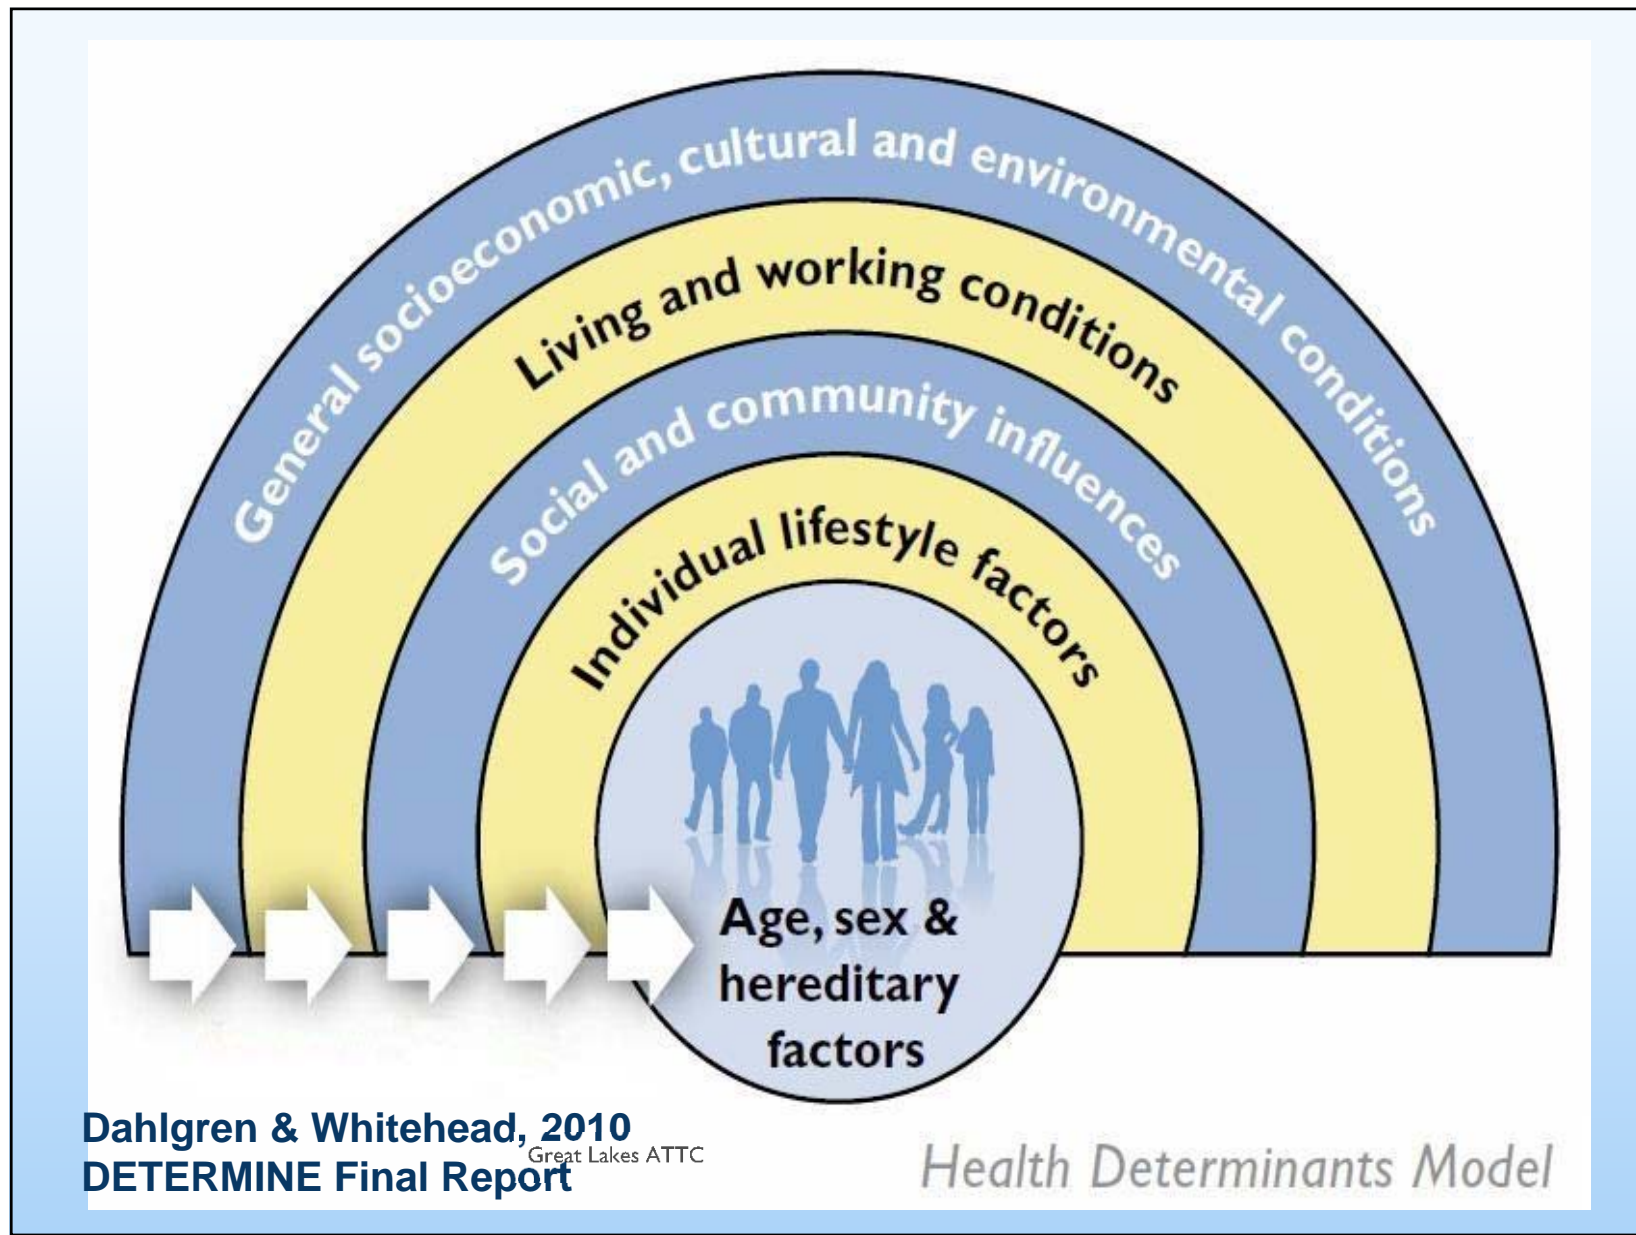 General socioeconomic, cultural and environmental conditions
Living and working conditions
Social and community influences
Individual lifestyle factors
Age, sex &
hereditary
factors
Dahlgren & Whitehead, 2010
DETERMINE Final Report
Great Lakes ATTC
Health Determinants Model